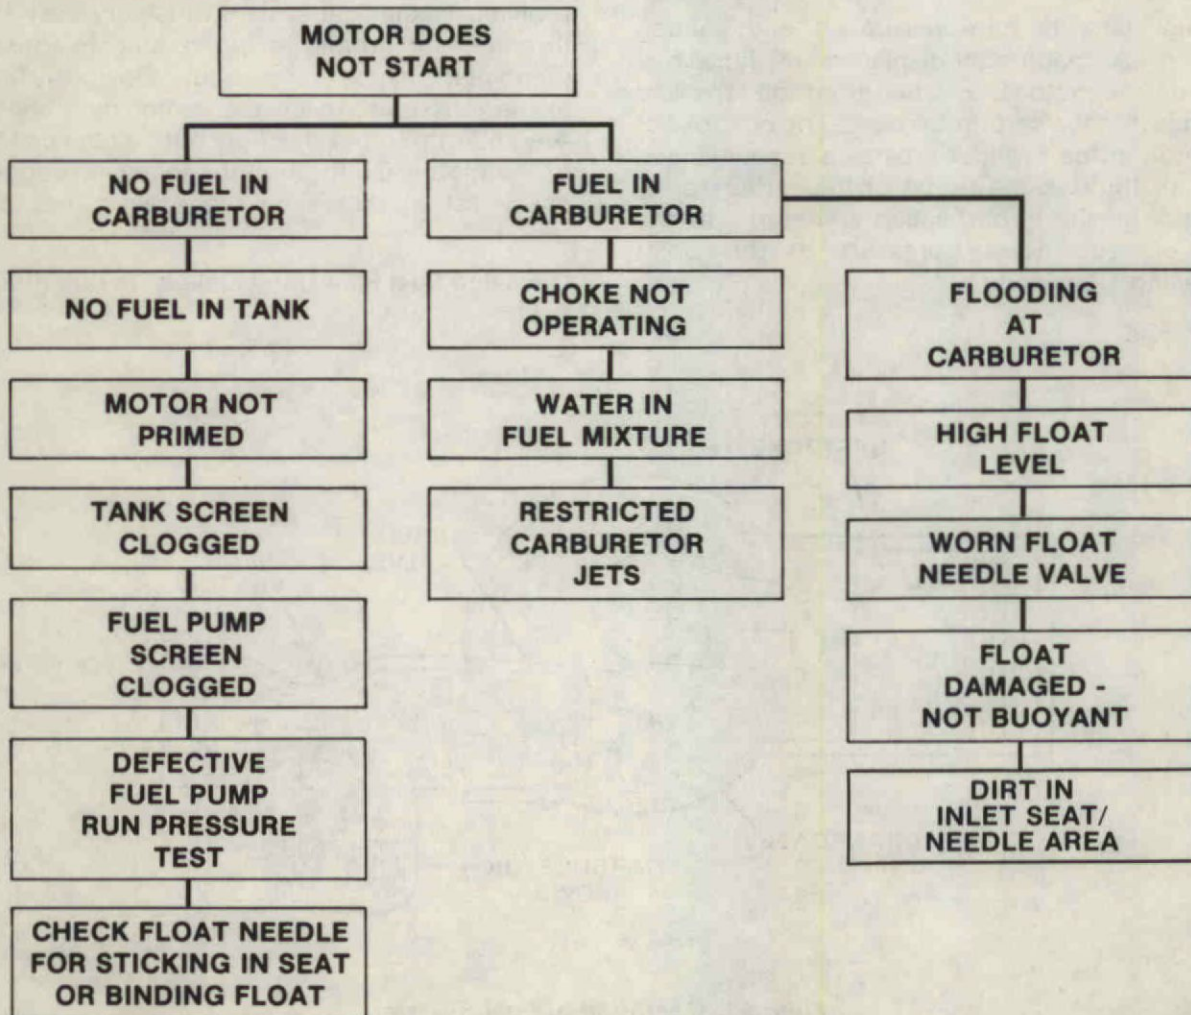 MOTOR DOES
NOT START
NO FUEL IN
CARBURETOR
NO FUEL IN TANK
MOTOR NOT
PRIMED
TANK SCREEN
CLOGGED
FUEL PUMP
SCREEN
CLOGGED
DEFECTIVE
FUEL PUMP
RUN PRESSURE
TEST
CHECK FLOAT NEEDLE
FOR STICKING IN SEAT
OR BINDING FLOAT
FUEL IN
CARBURETOR
CHOKE NOT
OPERATING
WATER IN
FUEL MIXTURE
RESTRICTED
CARBURETOR
JETS
FLOODING
AT
CARBURETOR
HIGH FLOAT
LEVEL
WORN FLOAT
NEEDLE VALVE
FLOAT
DAMAGED -
NOT BUOYANT
DIRT IN
INLET SEAT/
NEEDLE AREA